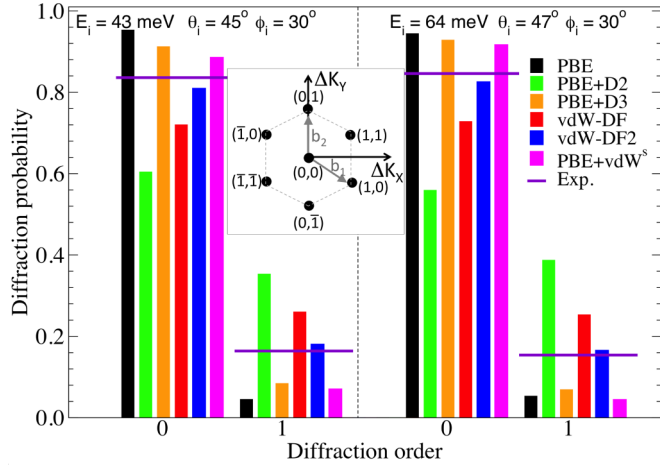 E_i = 43 meV θ_i = 45° ϕ_i = 30°
E_i = 64 meV θ_i = 47° ϕ_i = 30°
Diffraction probability
1.0
0.8
0.6
0.4
0.2
0.0
ΔK_Y
(0,1)
(1̅,0)
b_2
(1,1)
ΔK_X
(0,0)
b_1
(1̅,1̅)
(1,0)
(0,1̅)
PBE
PBE+D2
PBE+D3
vdW-DF
vdW-DF2
PBE+vdW^s
Exp.
0 1 0 1
Diffraction order